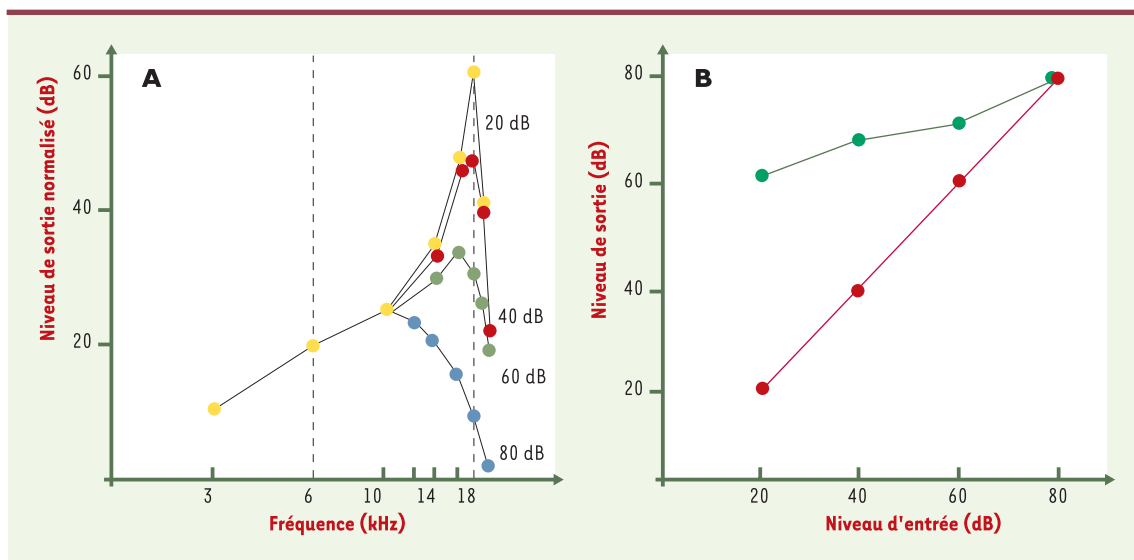 A
Niveau de sortie normalisé (dB)
60
40
20
20 dB
40 dB
60 dB
80 dB
3 6 10 14 18
Fréquence (kHz)
B
Niveau de sortie (dB)
80
60
40
20
20 40 60 80
Niveau d'entrée (dB)